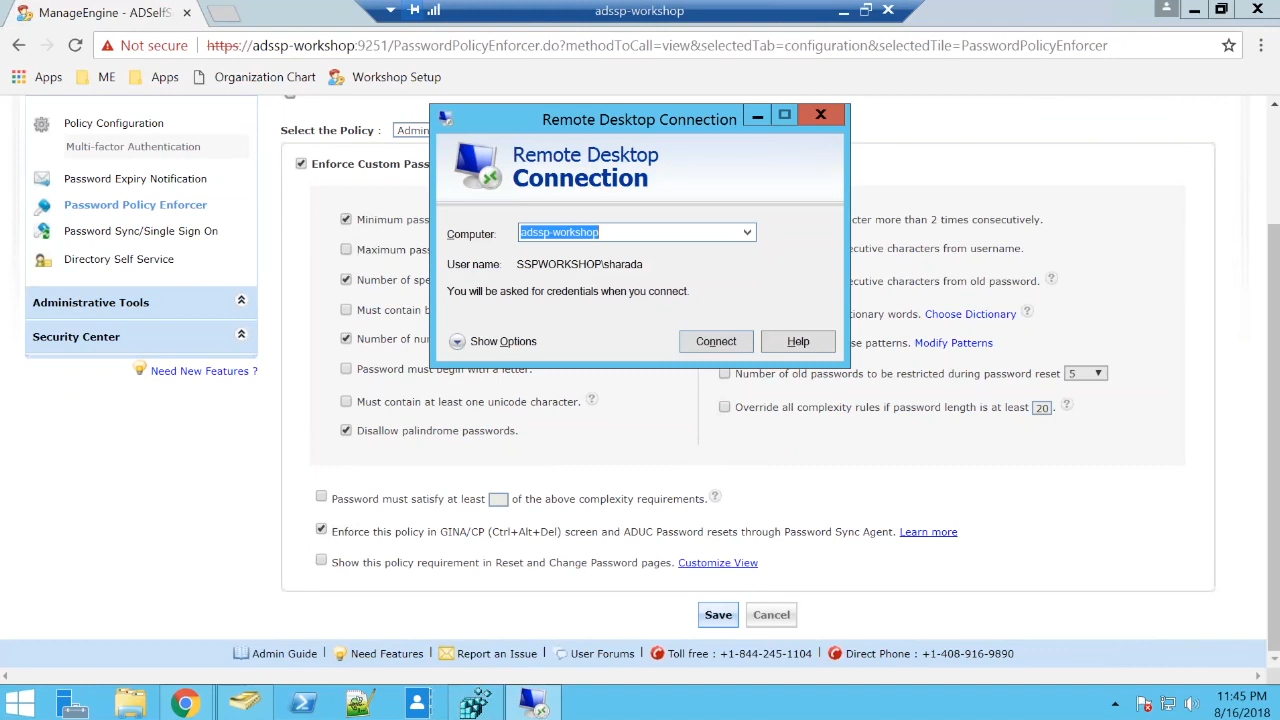 ManageEngine - ADSelfS
adssp-workshop
Not secure
https://adssp-workshop:9251/PasswordPolicyEnforcer.do?methodToCall=view&selectedTab=configuration&selectedTile=PasswordPolicyEnforcer
Apps ME Apps Organization Chart Workshop Setup
Policy Configuration
Multi-factor Authentication
Password Expiry Notification
Password Policy Enforcer
Password Sync/Single Sign On
Directory Self Service
Administrative Tools
Security Center
Need New Features ?
Select the Policy : Admin
Enforce Custom Pass
Minimum pass
Maximum pas
Number of spe
Must contain b
Number of nu
Password must begin with a letter.
Must contain at least one unicode character. ?
Disallow palindrome passwords.
cter more than 2 times consecutively.
cutive characters from username.
cutive characters from old password. ?
ionary words. Choose Dictionary ?
se patterns. Modify Patterns
Number of old passwords to be restricted during password reset 5
Override all complexity rules if password length is at least 20 . ?
Remote Desktop Connection
Remote Desktop
Connection
Computer: adssp-workshop
User name: SSPWORKSHOP\sharada
You will be asked for credentials when you connect.
Show Options Connect Help
Password must satisfy at least of the above complexity requirements. ?
Enforce this policy in GINA/CP (Ctrl+Alt+Del) screen and ADUC Password resets through Password Sync Agent. Learn more
Show this policy requirement in Reset and Change Password pages. Customize View
Save Cancel
Admin Guide | Need Features | Report an Issue | User Forums | Toll free : +1-844-245-1104 | Direct Phone : +1-408-916-9890
11:45 PM
8/16/2018